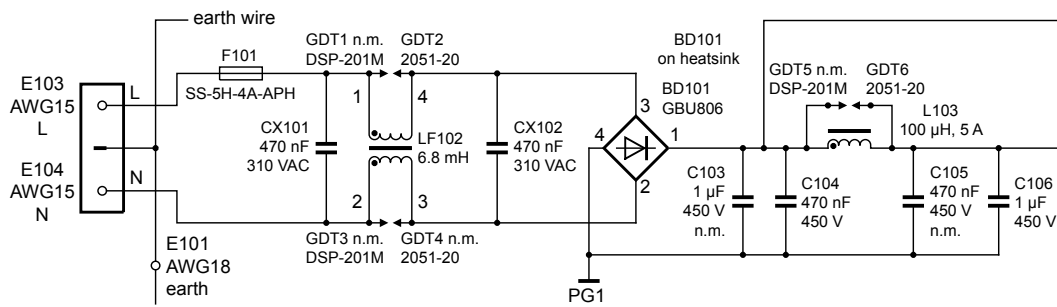 earth wire
E103
AWG15
L
L
F101
SS-5H-4A-APH
GDT1 n.m.
DSP-201M
GDT2
2051-20
1
4
CX101
470 nF
310 VAC
LF102
6.8 mH
CX102
470 nF
310 VAC
E104
AWG15
N
N
2
3
GDT3 n.m.
DSP-201M
GDT4 n.m.
2051-20
E101
AWG18
earth
BD101
on heatsink
BD101
GBU806
3
4
1
2
PG1
GDT5 n.m.
DSP-201M
GDT6
2051-20
L103
100 µH, 5 A
C103
1 µF
450 V
n.m.
C104
470 nF
450 V
C105
470 nF
450 V
n.m.
C106
1 µF
450 V